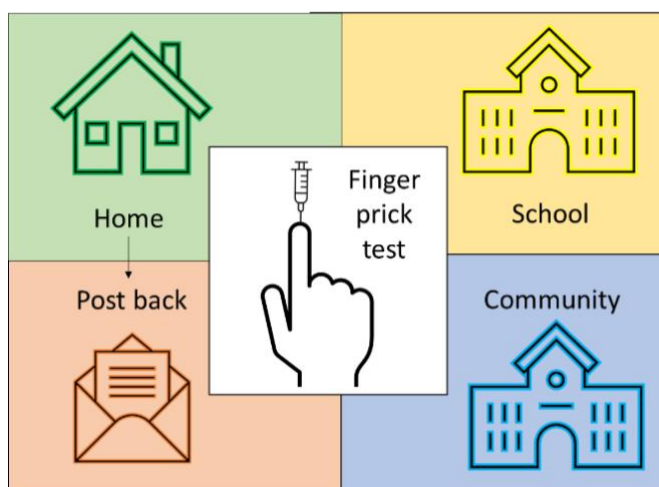 Home
School
Finger
prick
test
Post back
Community